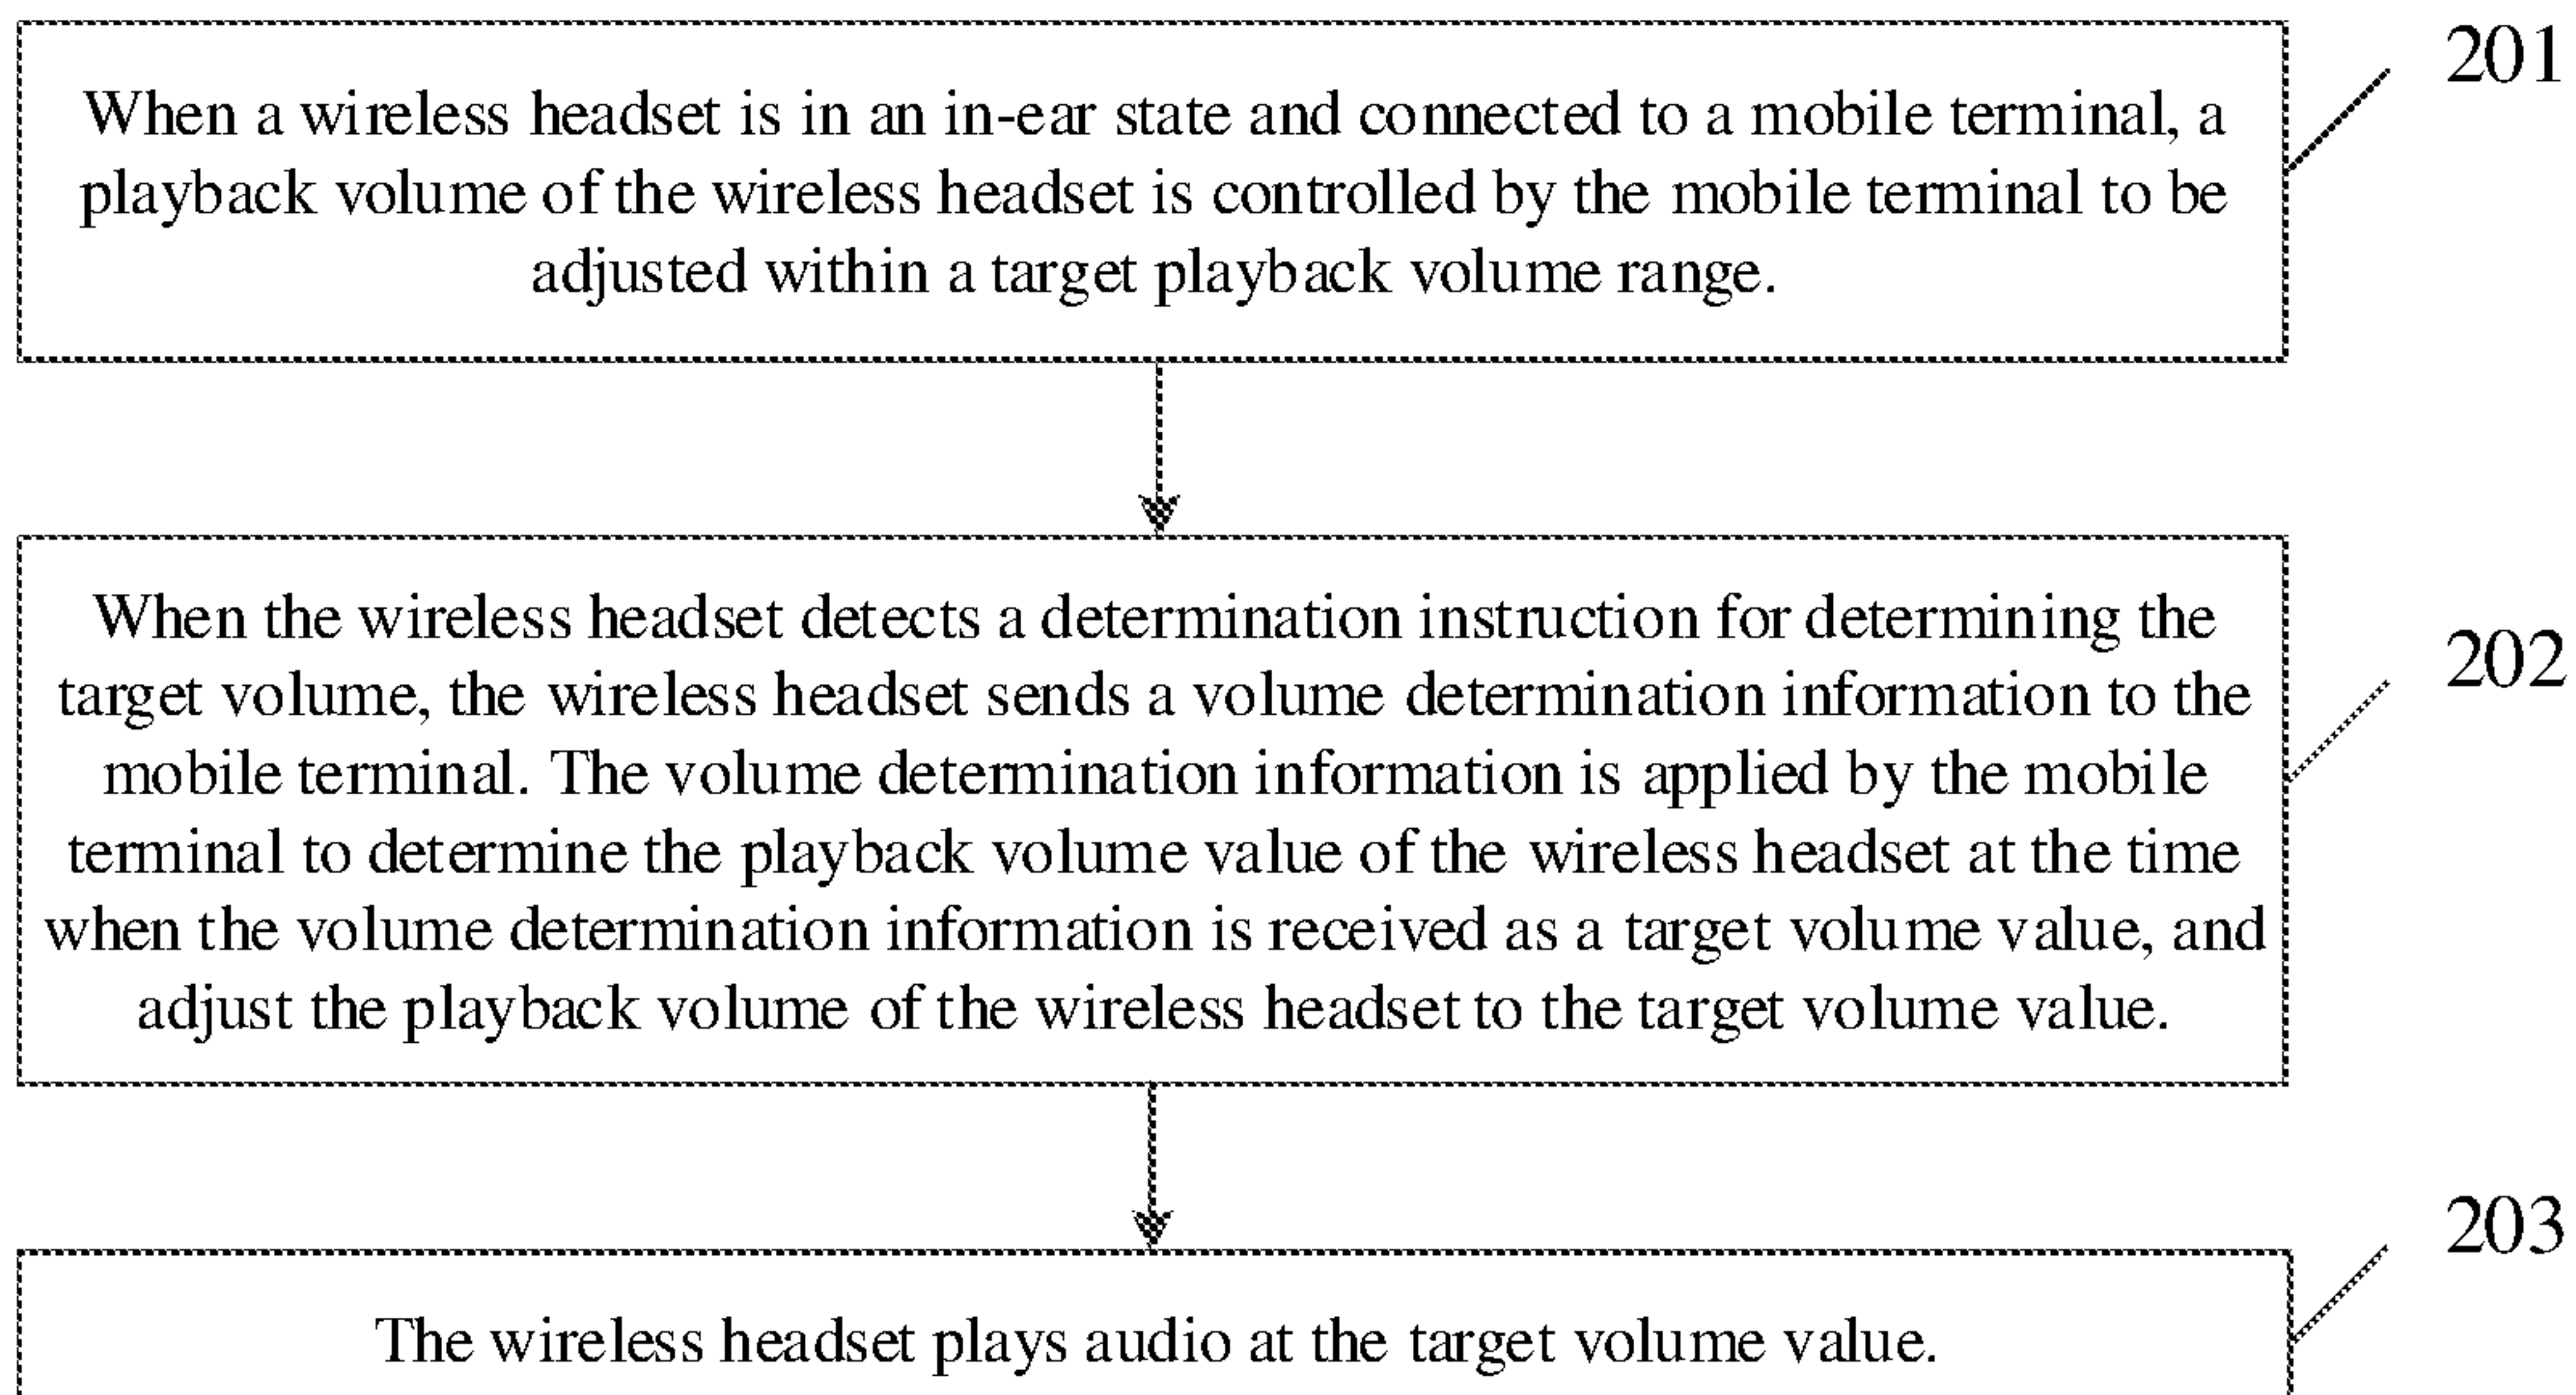 201
When a wireless headset is in an in-ear state and connected to a mobile terminal, a
playback volume of the wireless headset is controlled by the mobile terminal to be
adjusted within a target playback volume range.
202
When the wireless headset detects a determination instruction for determining the
target volume, the wireless headset sends a volume determination information to the
mobile terminal. The volume determination information is applied by the mobile
terminal to determine the playback volume value of the wireless headset at the time
when the volume determination information is received as a target volume value, and
adjust the playback volume of the wireless headset to the target volume value.
203
The wireless headset plays audio at the target volume value.